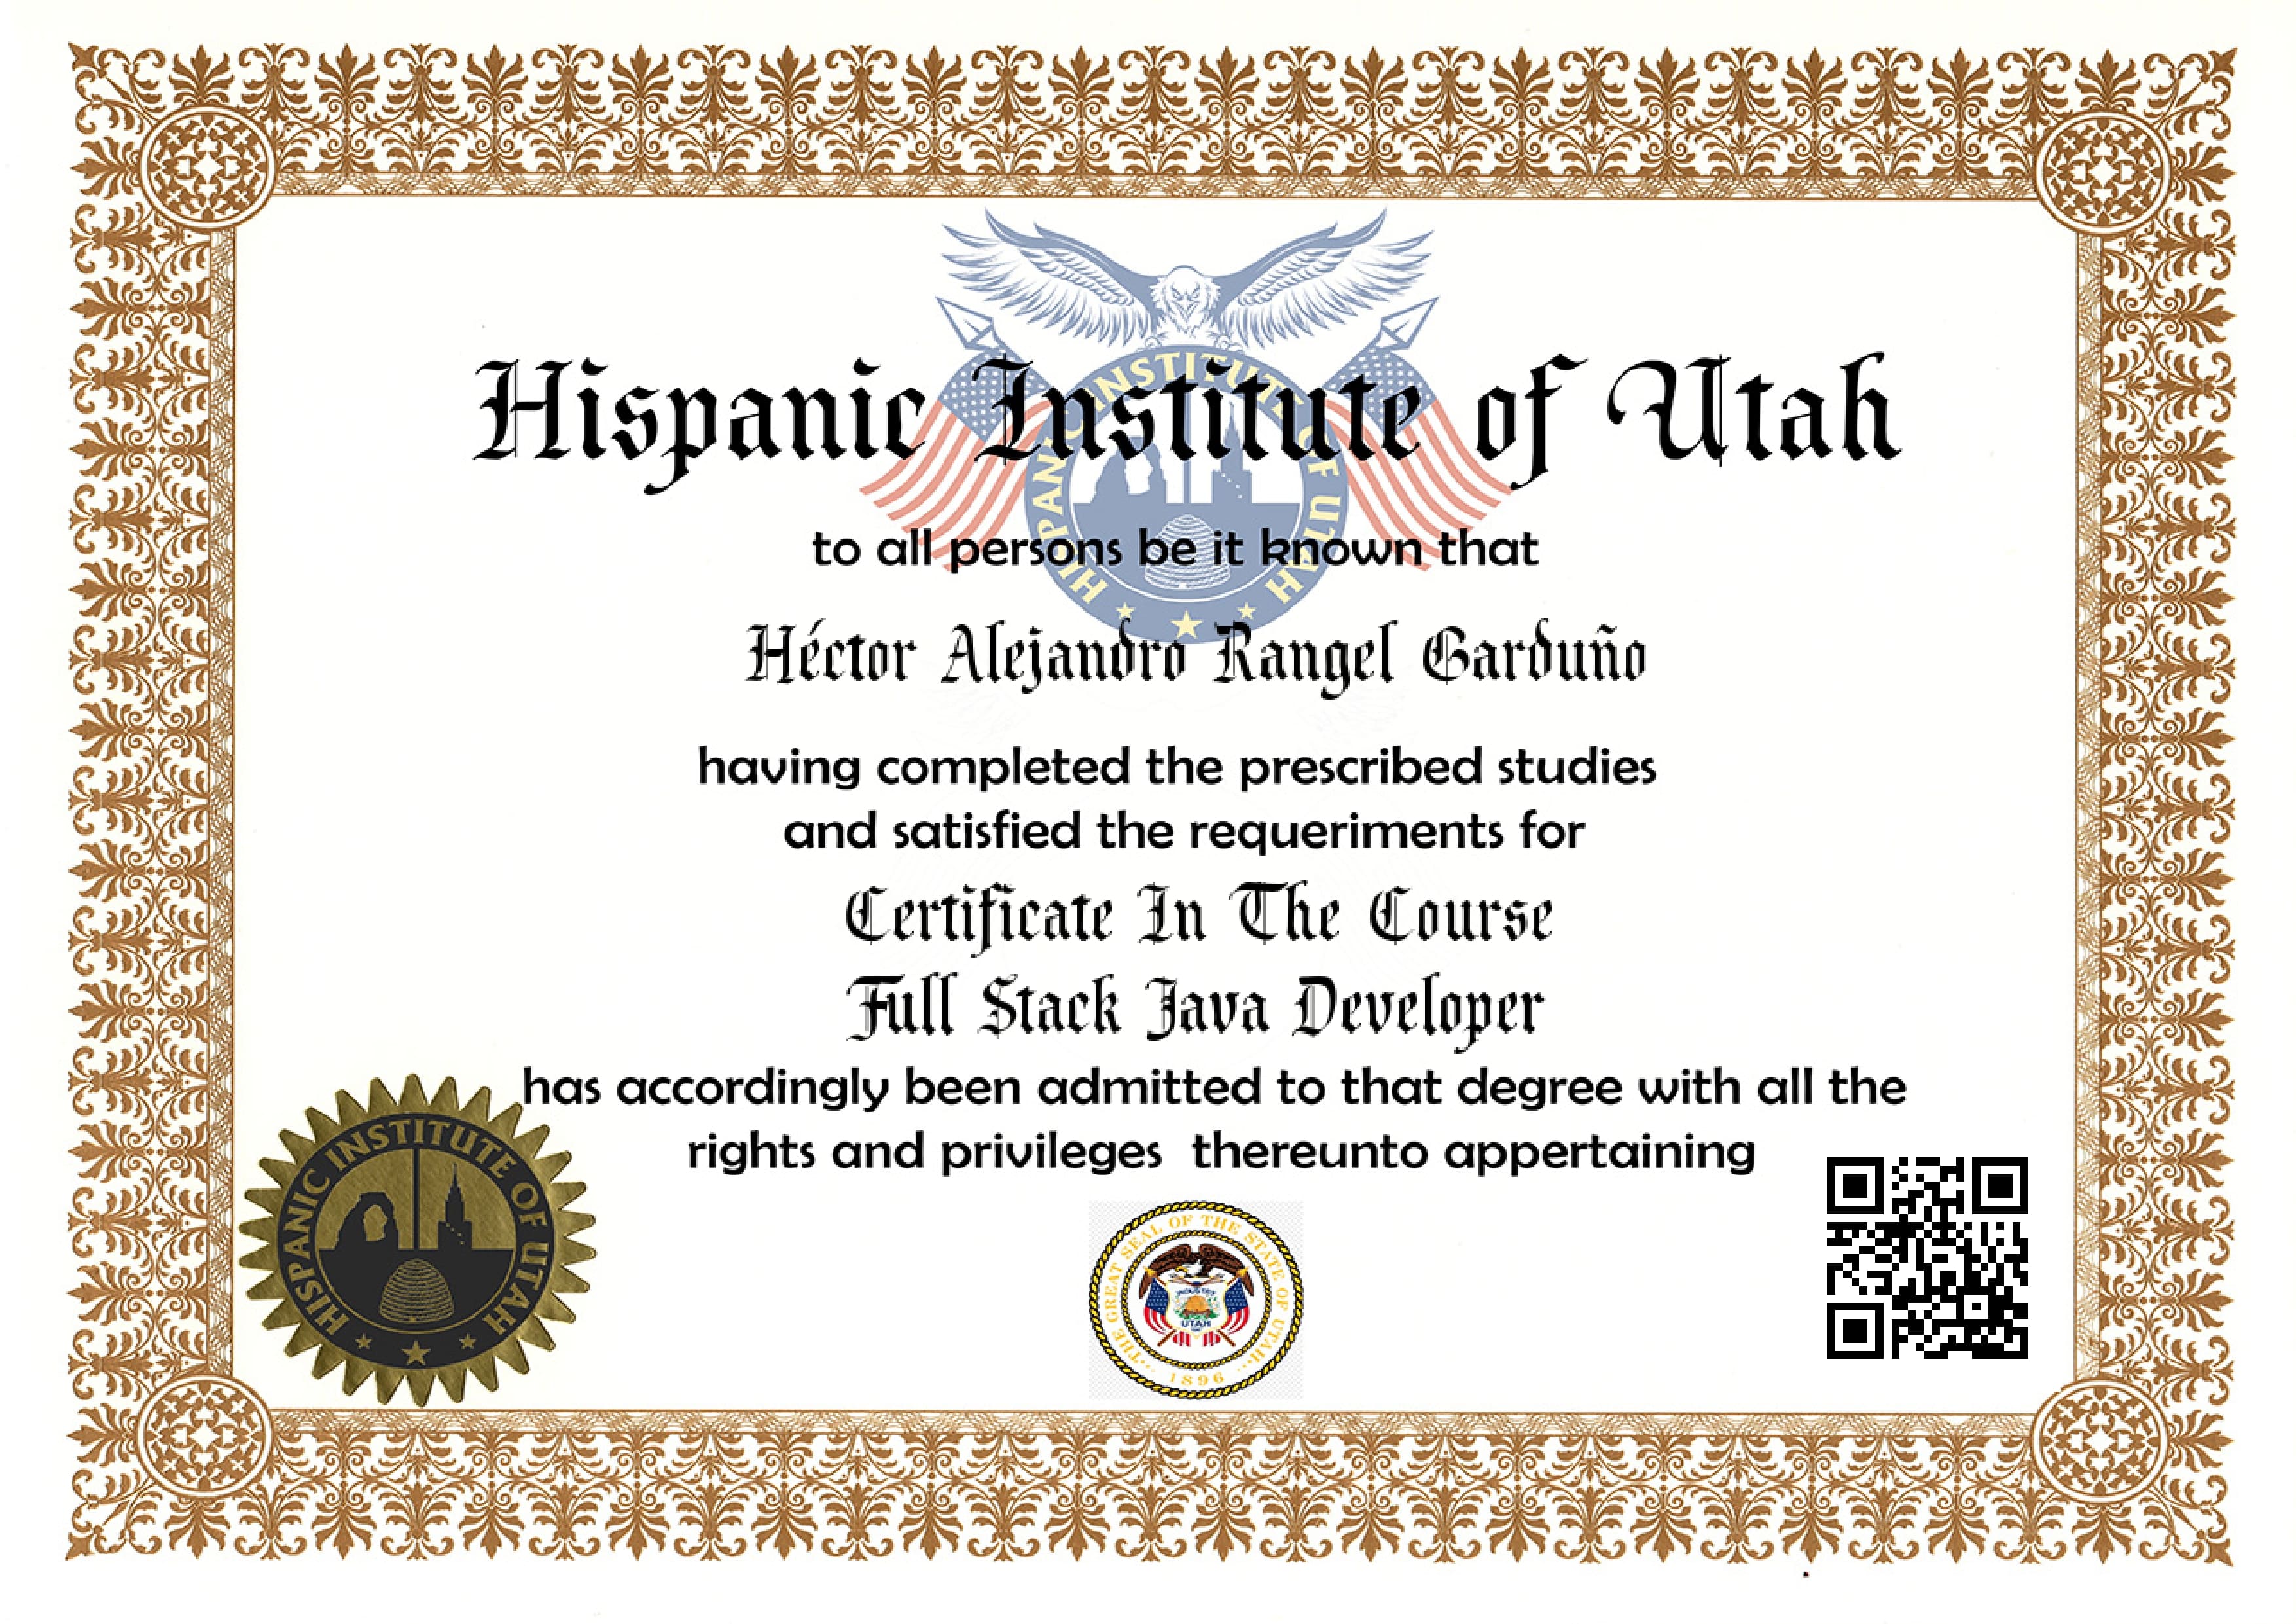 HISPANIC INSTITUTE OF UTAH
Hispanic Institute of Utah
to all persons be it known that
Héctor Alejandro Rangel Garduño
having completed the prescribed studies
and satisfied the requeriments for
Certificate In The Course
Full Stack Java Developer
has accordingly been admitted to that degree with all the
rights and privileges thereunto appertaining
HISPANIC INSTITUTE OF UTAH
THE GREAT SEAL OF THE STATE OF UTAH
INDUSTRY
UTAH
1896